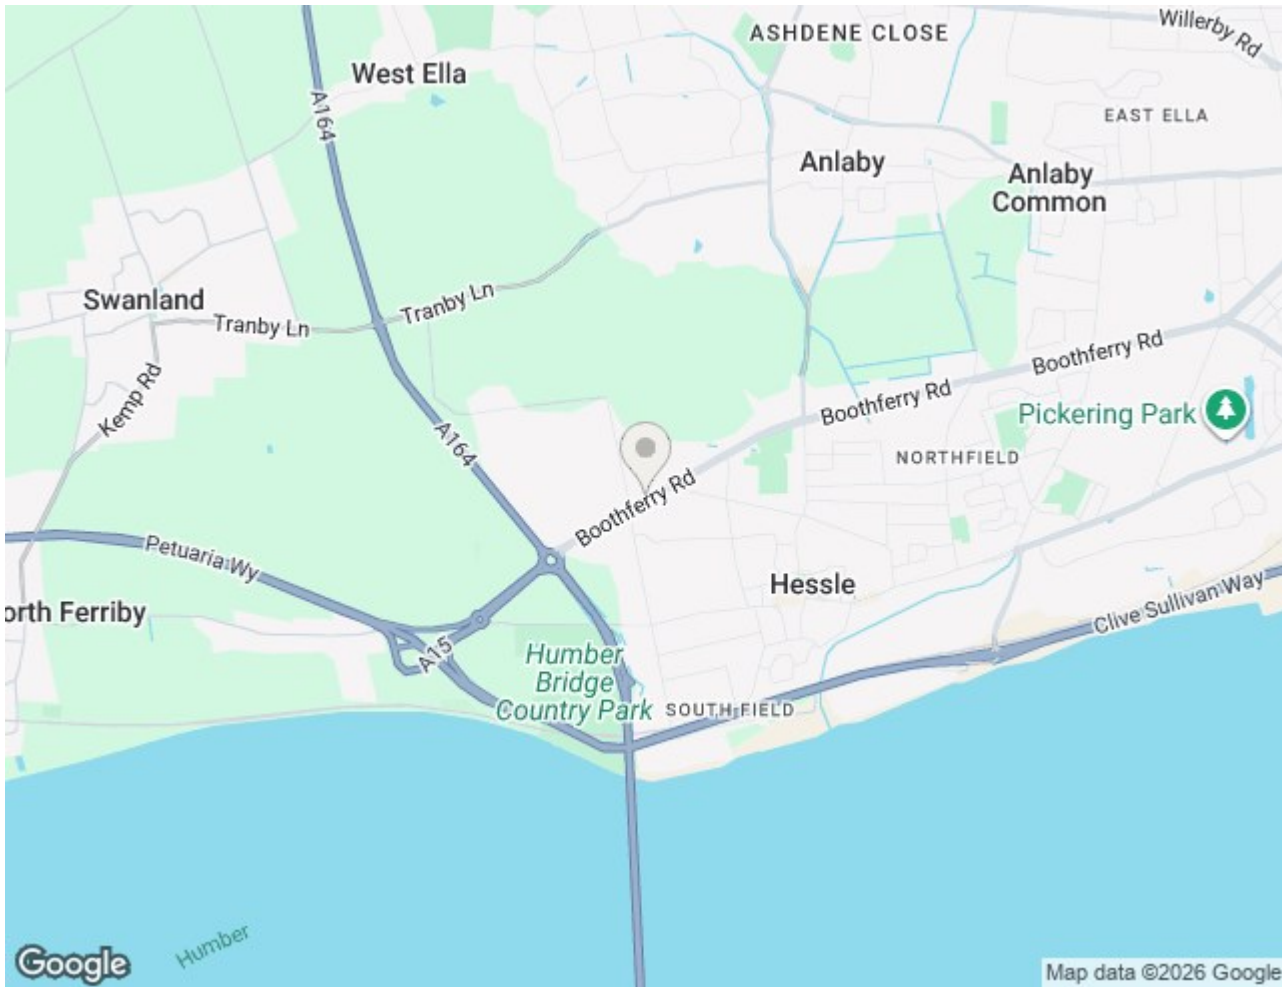 Willerby Rd
ASHDENE CLOSE
West Ella
A164
EAST ELLA
Anlaby
Anlaby
Common
Swanland
Tranby Ln
Tranby Ln
Kemp Rd
Boothferry Rd
Boothferry Rd
Pickering Park
A164
NORTHFIELD
Boothferry Rd
Petuaria Wy
Hessle
orth Ferriby
Clive Sullivan Way
A15
Humber
Bridge
Country Park
SOUTH FIELD
Humber
Google
Map data ©2026 Google